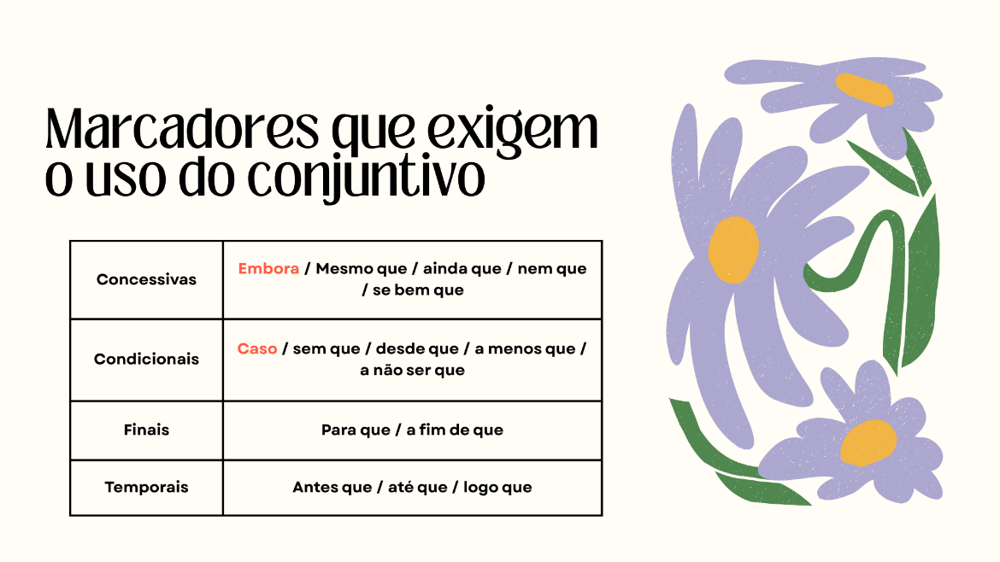 Marcadores que exigem
o uso do conjuntivo
Concessivas
Embora / Mesmo que / ainda que / nem que
/ se bem que
Condicionais
Caso / sem que / desde que / a menos que /
a não ser que
Finais
Para que / a fim de que
Temporais
Antes que / até que / logo que